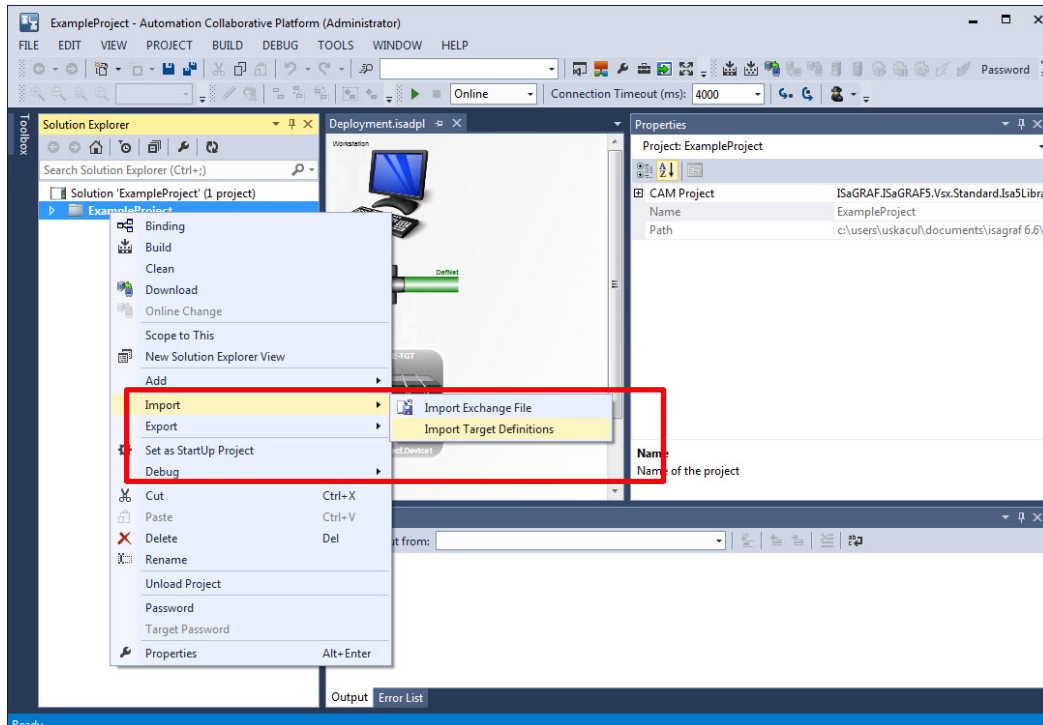 ExampleProject - Automation Collaborative Platform (Administrator)
FILE EDIT VIEW PROJECT BUILD DEBUG TOOLS WINDOW HELP
Password
Online Connection Timeout (ms): 4000
Toolbox
Solution Explorer
Search Solution Explorer (Ctrl+;)
Solution 'ExampleProject' (1 project)
ExampleProject
Binding
Build
Clean
Download
Online Change
Scope to This
New Solution Explorer View
Add
Import
Export
Set as StartUp Project
Debug
Cut Ctrl+X
Paste Ctrl+V
Delete Del
Rename
Unload Project
Password
Target Password
Properties Alt+Enter
Import Exchange File
Import Target Definitions
Deployment.isadpl
Workstation
DefNet
E-TGT
ect.Device1
Properties
Project: ExampleProject
CAM Project ISaGRAF.ISaGRAF5.Vsx.Standard.Isa5Libra
Name ExampleProject
Path c:\users\uskacul\documents\isagraf 6.6\
Name
Name of the project
ut from:
Output Error List
Ready